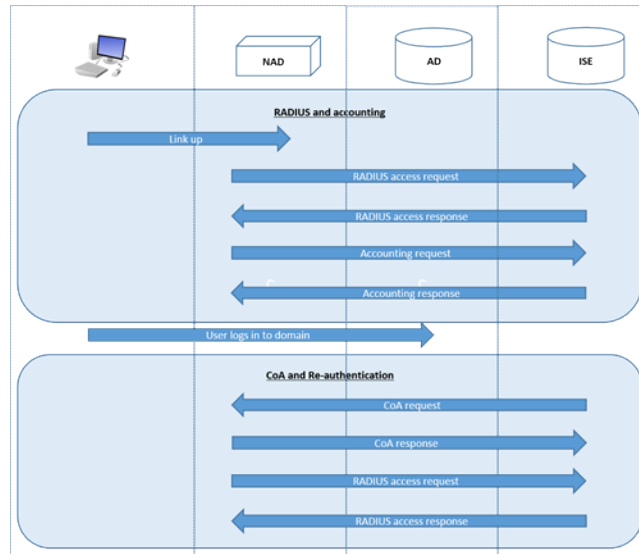 NAD
AD
ISE
RADIUS and accounting
Link up
RADIUS access request
RADIUS access response
Accounting request
Accounting response
User logs in to domain
CoA and Re-authentication
CoA request
CoA response
RADIUS access request
RADIUS access response